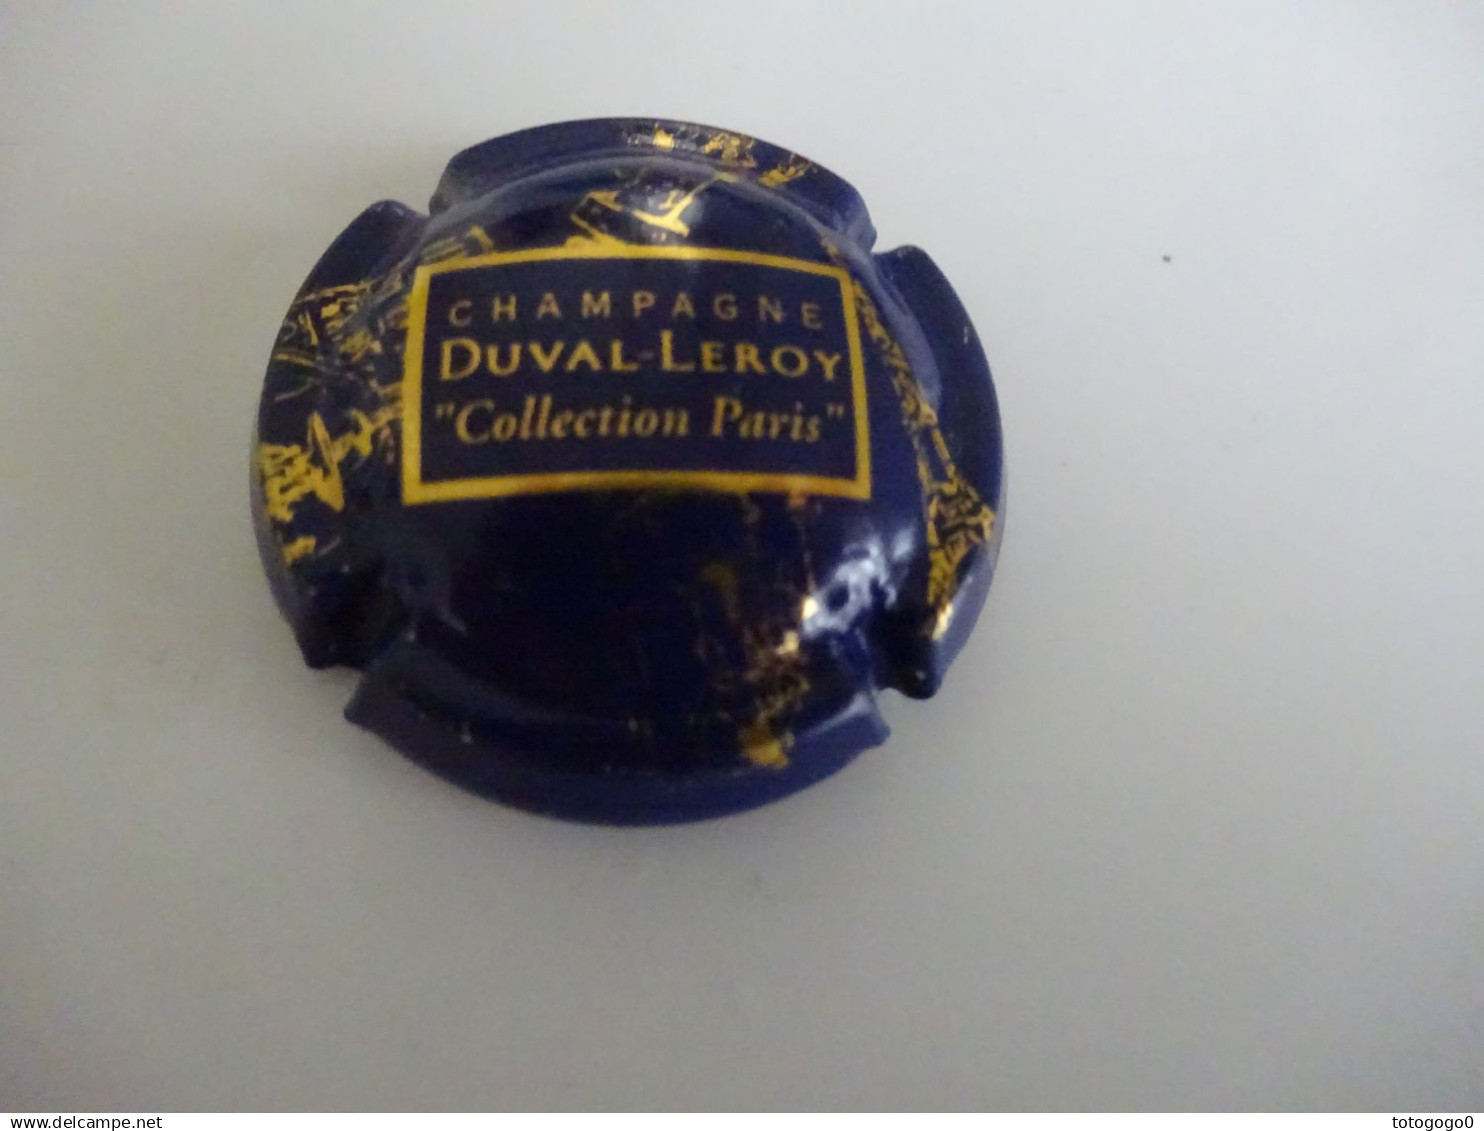 CHAMPAGNE
DUVAL-LEROY
"Collection Paris"
www.delcampe.net
totogogo0